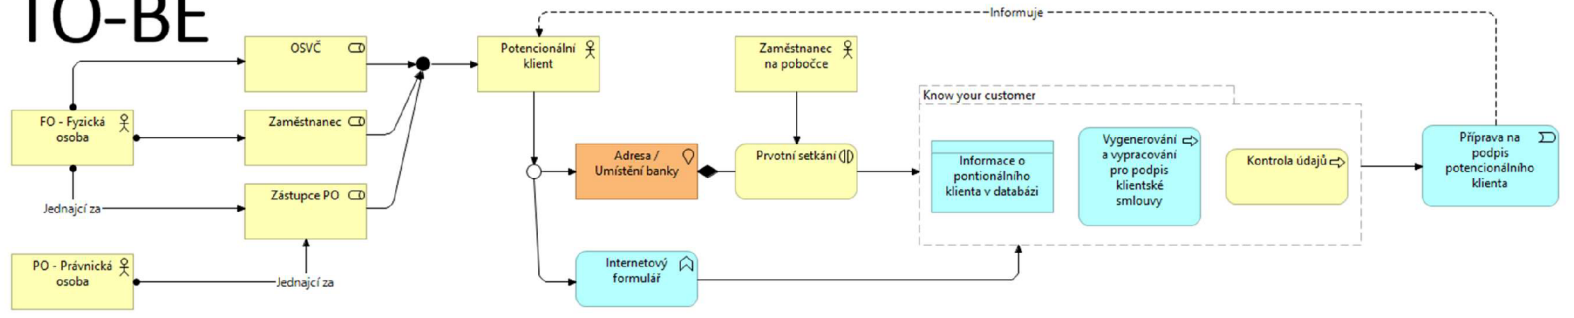 TO-BE
Informuje
OSVČ
Potencionální
klient
Zaměstnanec
na pobočce
Know your customer
FO - Fyzická
osoba
Zaměstnanec
Adresa /
Umístění banky
Prvotní setkání
Informace o
pontionálního
klienta v databázi
Vygenerování
a vypracování
pro podpis
klientské
smlouvy
Kontrola údajů
Příprava na
podpis
potencionálního
klienta
Zástupce PO
Jednajcí za
PO - Právnická
osoba
Jednajcí za
Internetový
formulář